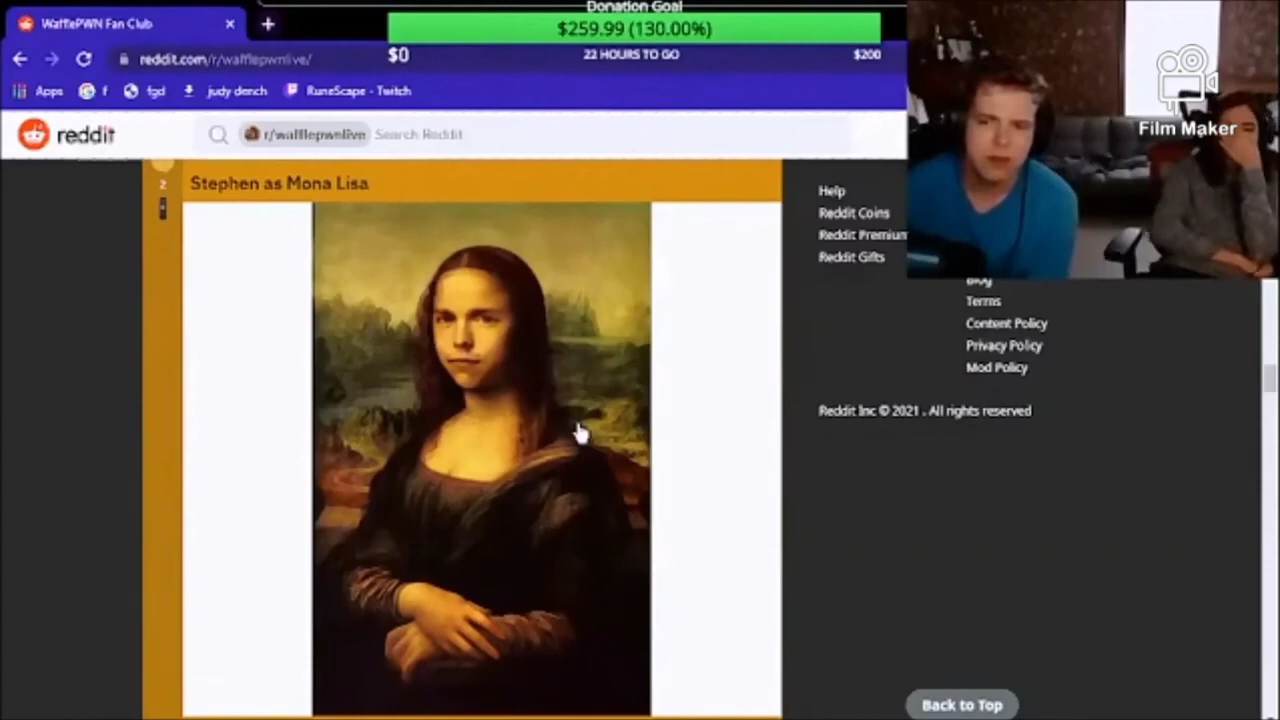 Donation Goal
WafflePWN Fan Club
$259.99 (130.00%)
$0
22 HOURS TO GO
$200
reddit.com/r/wafflepwnlive/
Apps
f
fgd
judy dench
RuneScape - Twitch
reddit
r/wafflepwnlive
Search Reddit
Film Maker
2
Stephen as Mona Lisa
Help
Reddit Coins
Reddit Premium
Reddit Gifts
Blog
Terms
Content Policy
Privacy Policy
Mod Policy
Reddit Inc © 2021 . All rights reserved
Back to Top